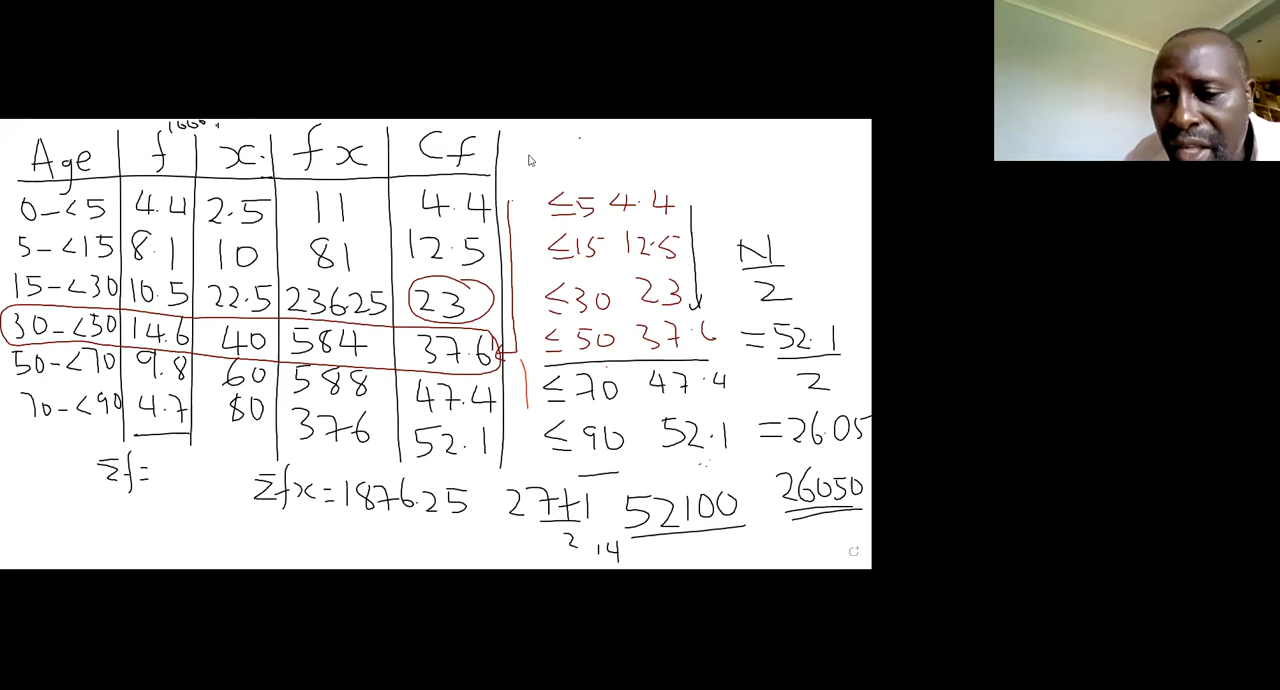 Age f 1000 x. fx Cf
0-<5 4.4 2.5 11 4.4
5-<15 8.1 10 81 12.5
15-<30 10.5 22.5 23625 23
30-<50 14.6 40 584 37.6
50-<70 9.8 60 588 47.4
70-<90 4.7 80 376 52.1
Σf=
Σfx=1876.25
≤5 4.4
≤15 12.5
≤30 23
≤50 37.6
≤70 47.4
≤90 52.1
27+1
2
14
52100
N
2
=52.1
2
=26.05
26050